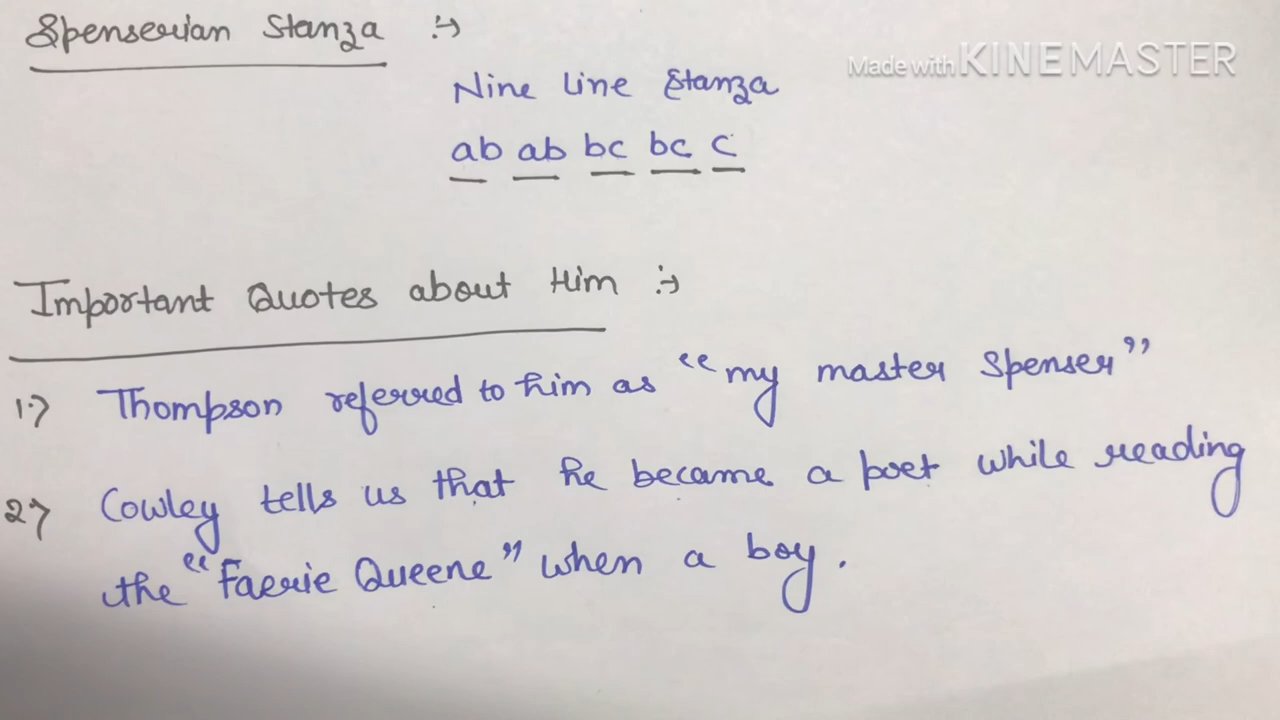 Spenserian Stanza :->
Made with KINEMASTER
Nine line Stanza
ab ab bc bc c
Important Quotes about Him :->
1.> Thompson referred to him as "my master Spenser"
2> Cowley tells us that he became a poet while reading
the "Faerie Queene" when a boy.